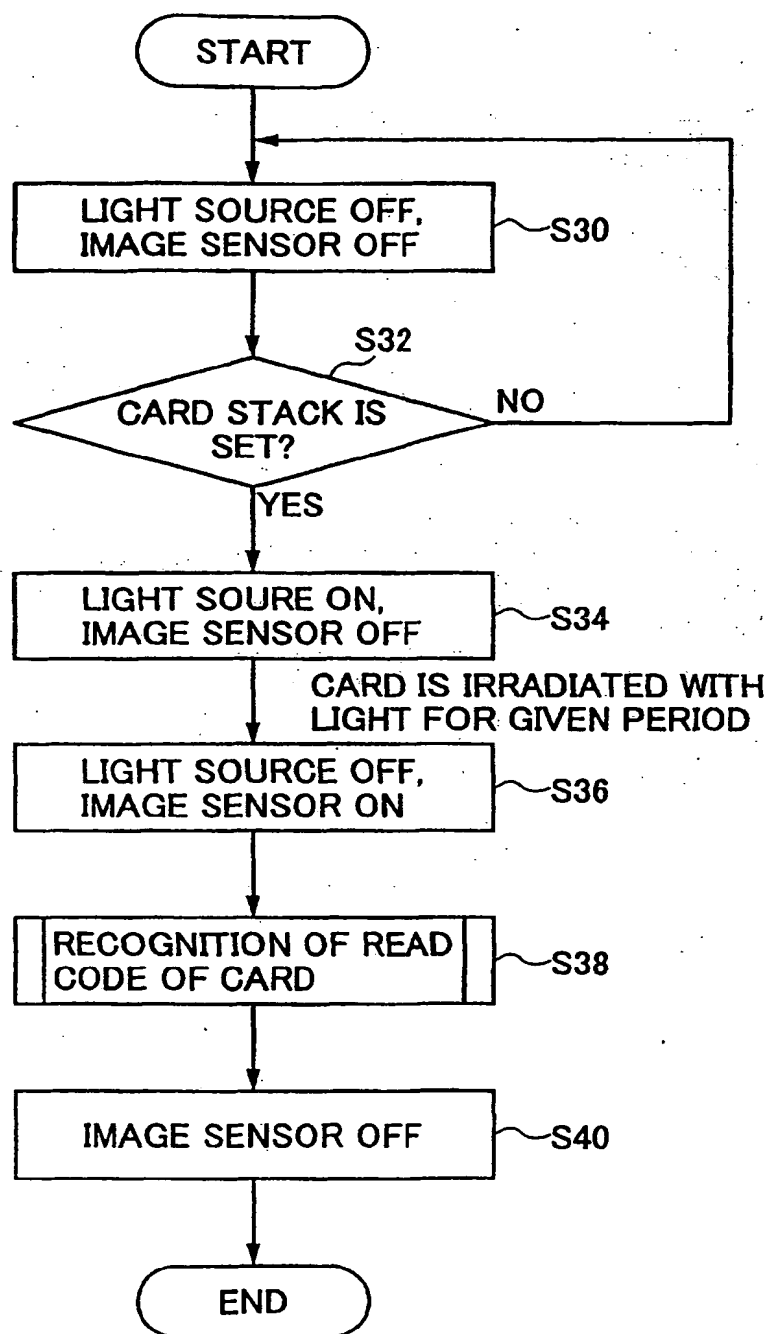 START
LIGHT SOURCE OFF,
IMAGE SENSOR OFF
S30
S32
CARD STACK IS
SET?
NO
YES
LIGHT SOURE ON,
IMAGE SENSOR OFF
S34
CARD IS IRRADIATED WITH
LIGHT FOR GIVEN PERIOD
LIGHT SOURCE OFF,
IMAGE SENSOR ON
S36
RECOGNITION OF READ
CODE OF CARD
S38
IMAGE SENSOR OFF
S40
END